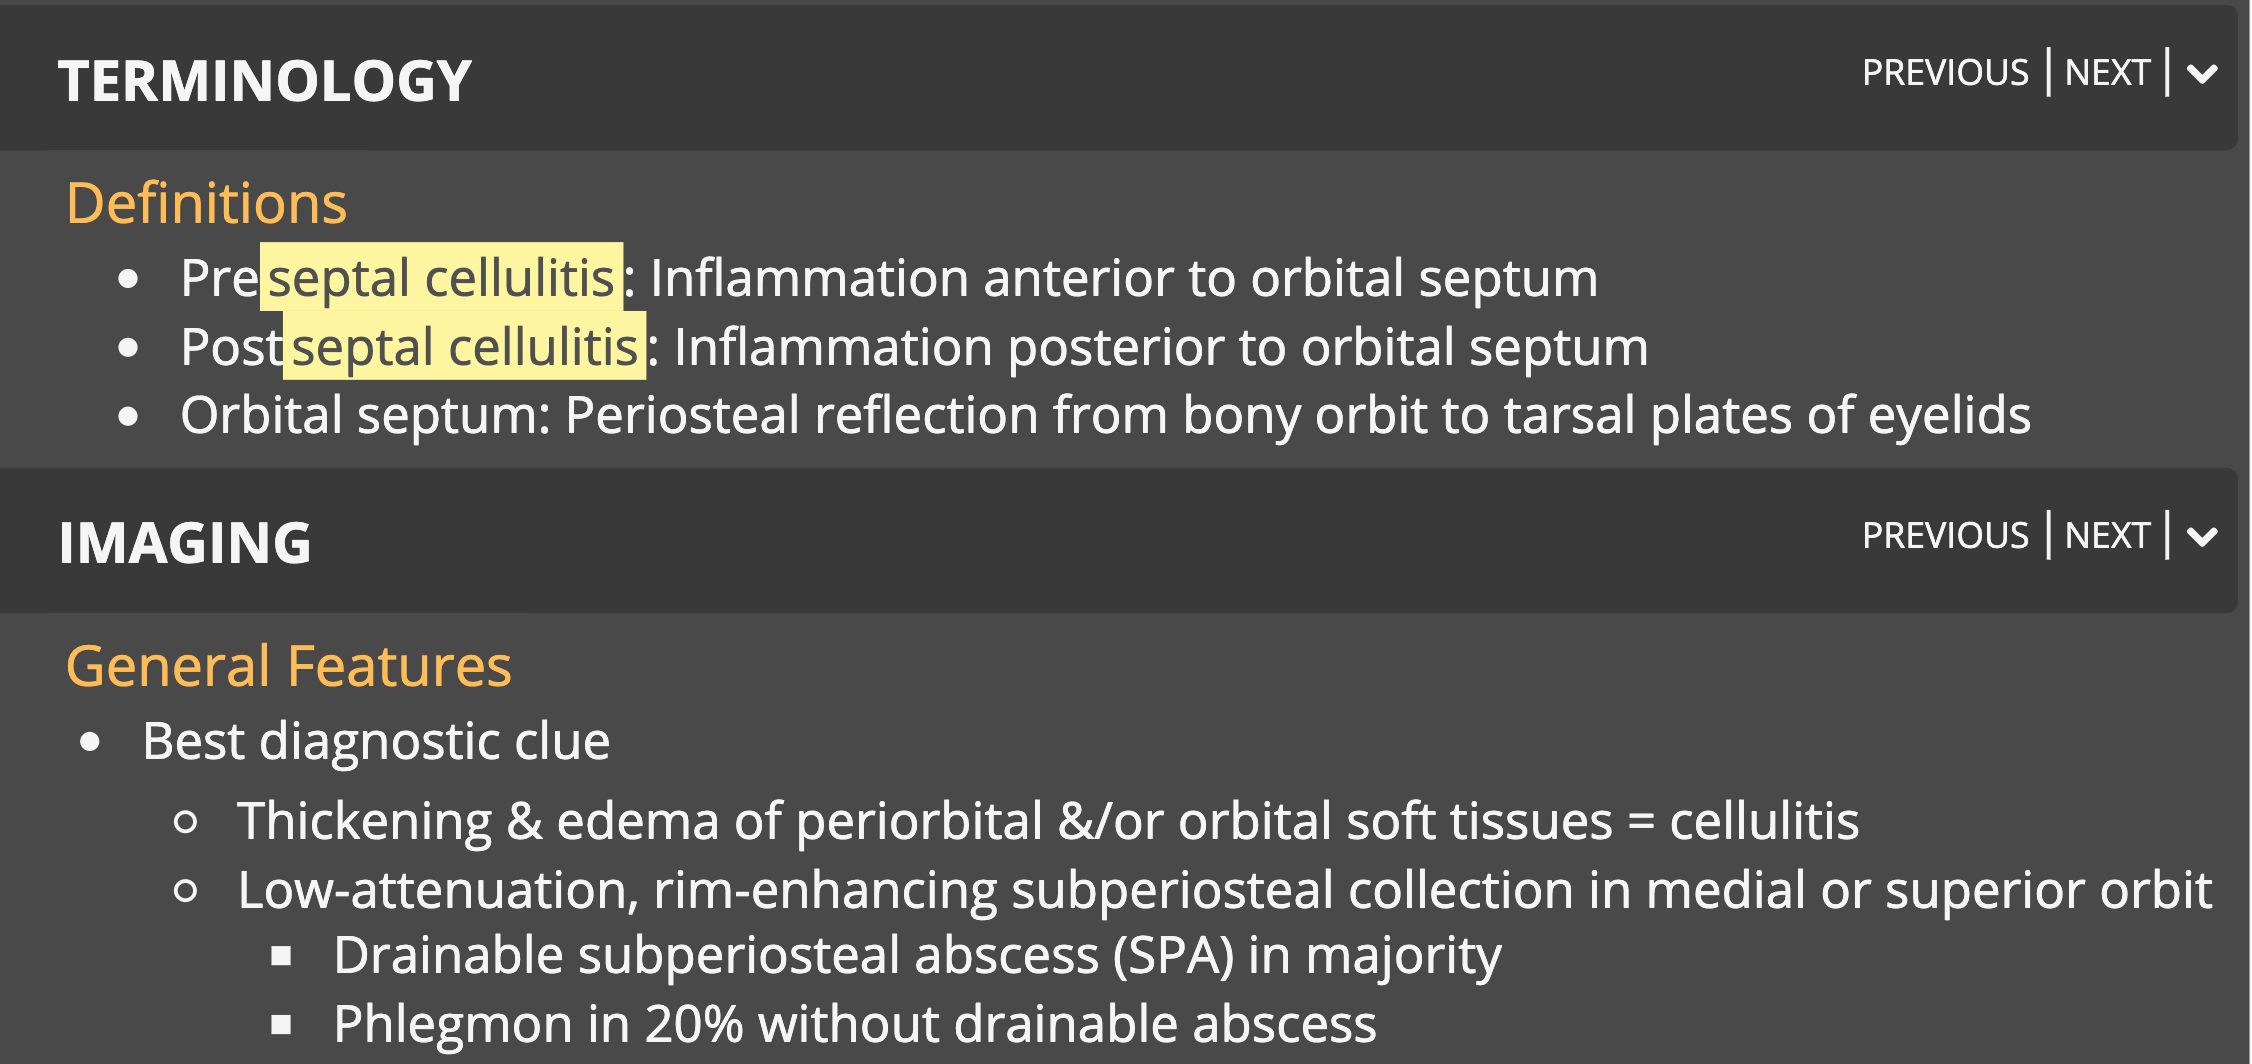 TERMINOLOGY PREVIOUS | NEXT |
Definitions
• Preseptal cellulitis: Inflammation anterior to orbital septum
• Postseptal cellulitis: Inflammation posterior to orbital septum
• Orbital septum: Periosteal reflection from bony orbit to tarsal plates of eyelids
IMAGING PREVIOUS | NEXT |
General Features
• Best diagnostic clue
○ Thickening & edema of periorbital &/or orbital soft tissues = cellulitis
○ Low-attenuation, rim-enhancing subperiosteal collection in medial or superior orbit
■ Drainable subperiosteal abscess (SPA) in majority
■ Phlegmon in 20% without drainable abscess